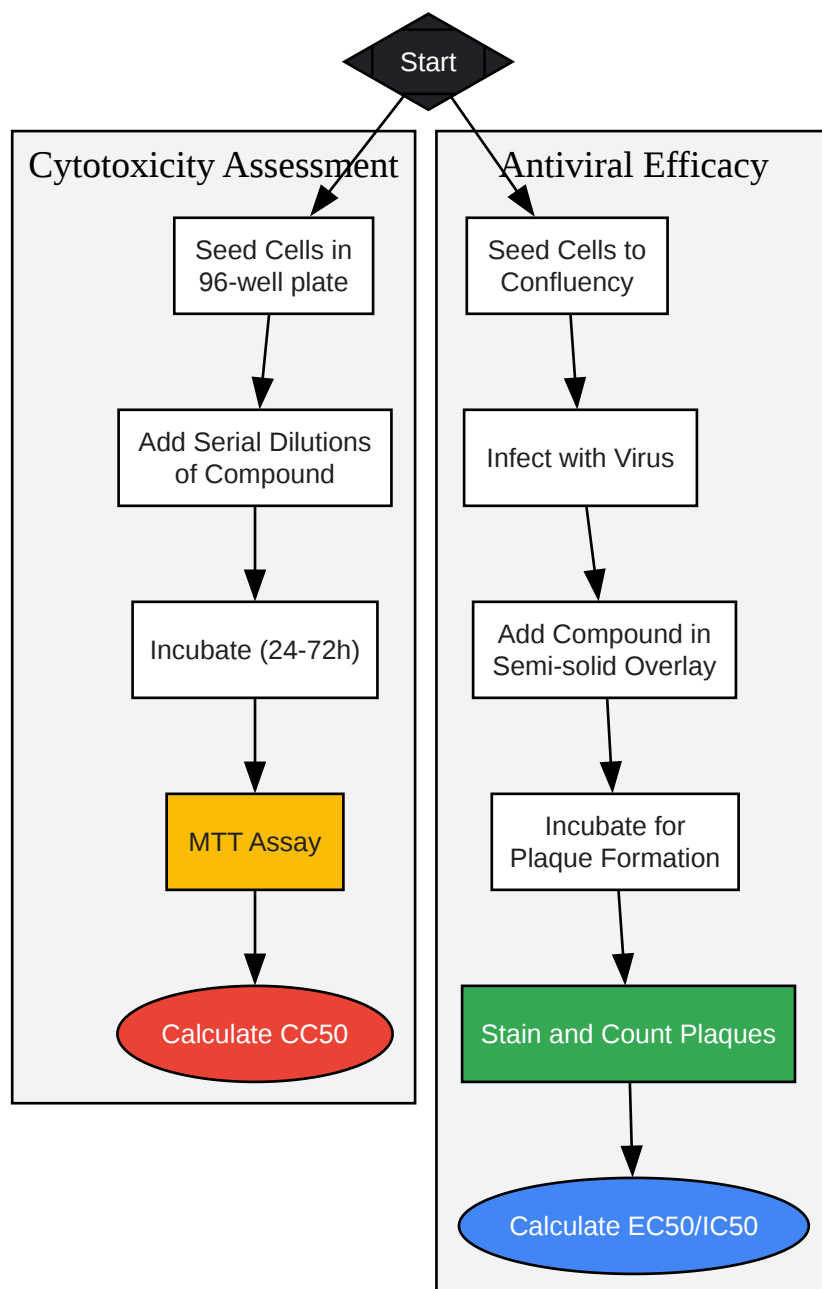 Start
Cytotoxicity Assessment
Seed Cells in
96-well plate
Add Serial Dilutions
of Compound
Incubate (24-72h)
MTT Assay
Calculate CC50
Antiviral Efficacy
Seed Cells to
Confluency
Infect with Virus
Add Compound in
Semi-solid Overlay
Incubate for
Plaque Formation
Stain and Count Plaques
Calculate EC50/IC50